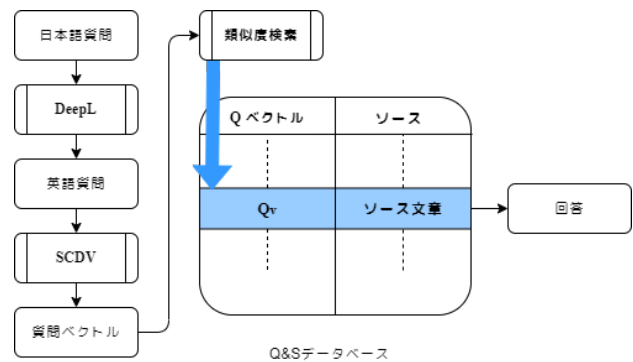 日本語質問
DeepL
英語質問
SCDV
質問ベクトル
類似度検索
Q ベクトル
ソース
Qv
ソース文章
回答
Q&Sデータベース